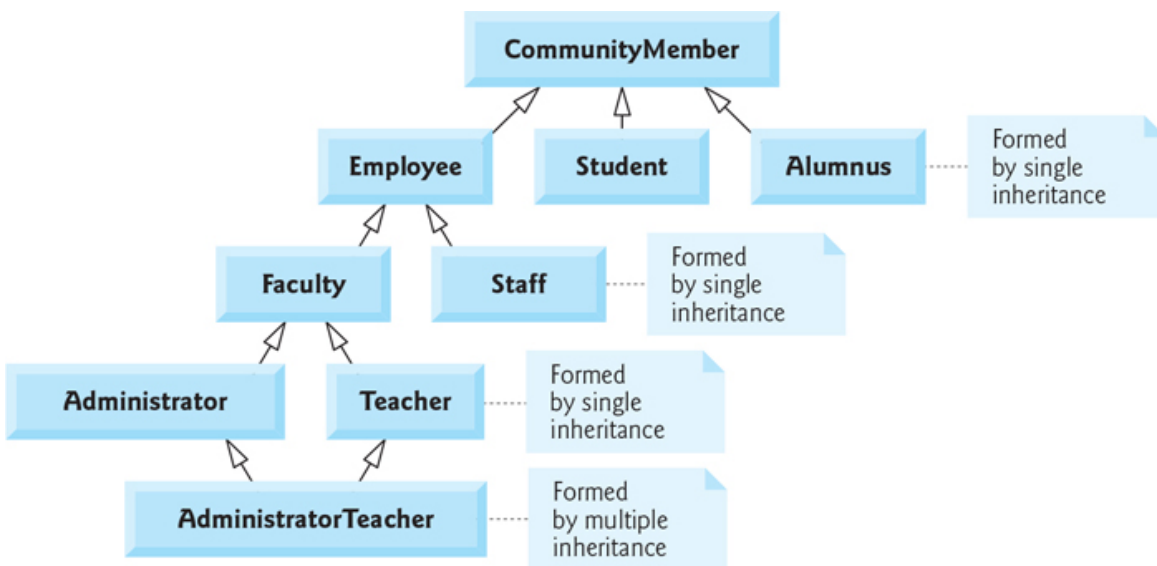 CommunityMember
Employee
Student
Alumnus
Formed
by single
inheritance
Faculty
Staff
Formed
by single
inheritance
Administrator
Teacher
Formed
by single
inheritance
AdministratorTeacher
Formed
by multiple
inheritance